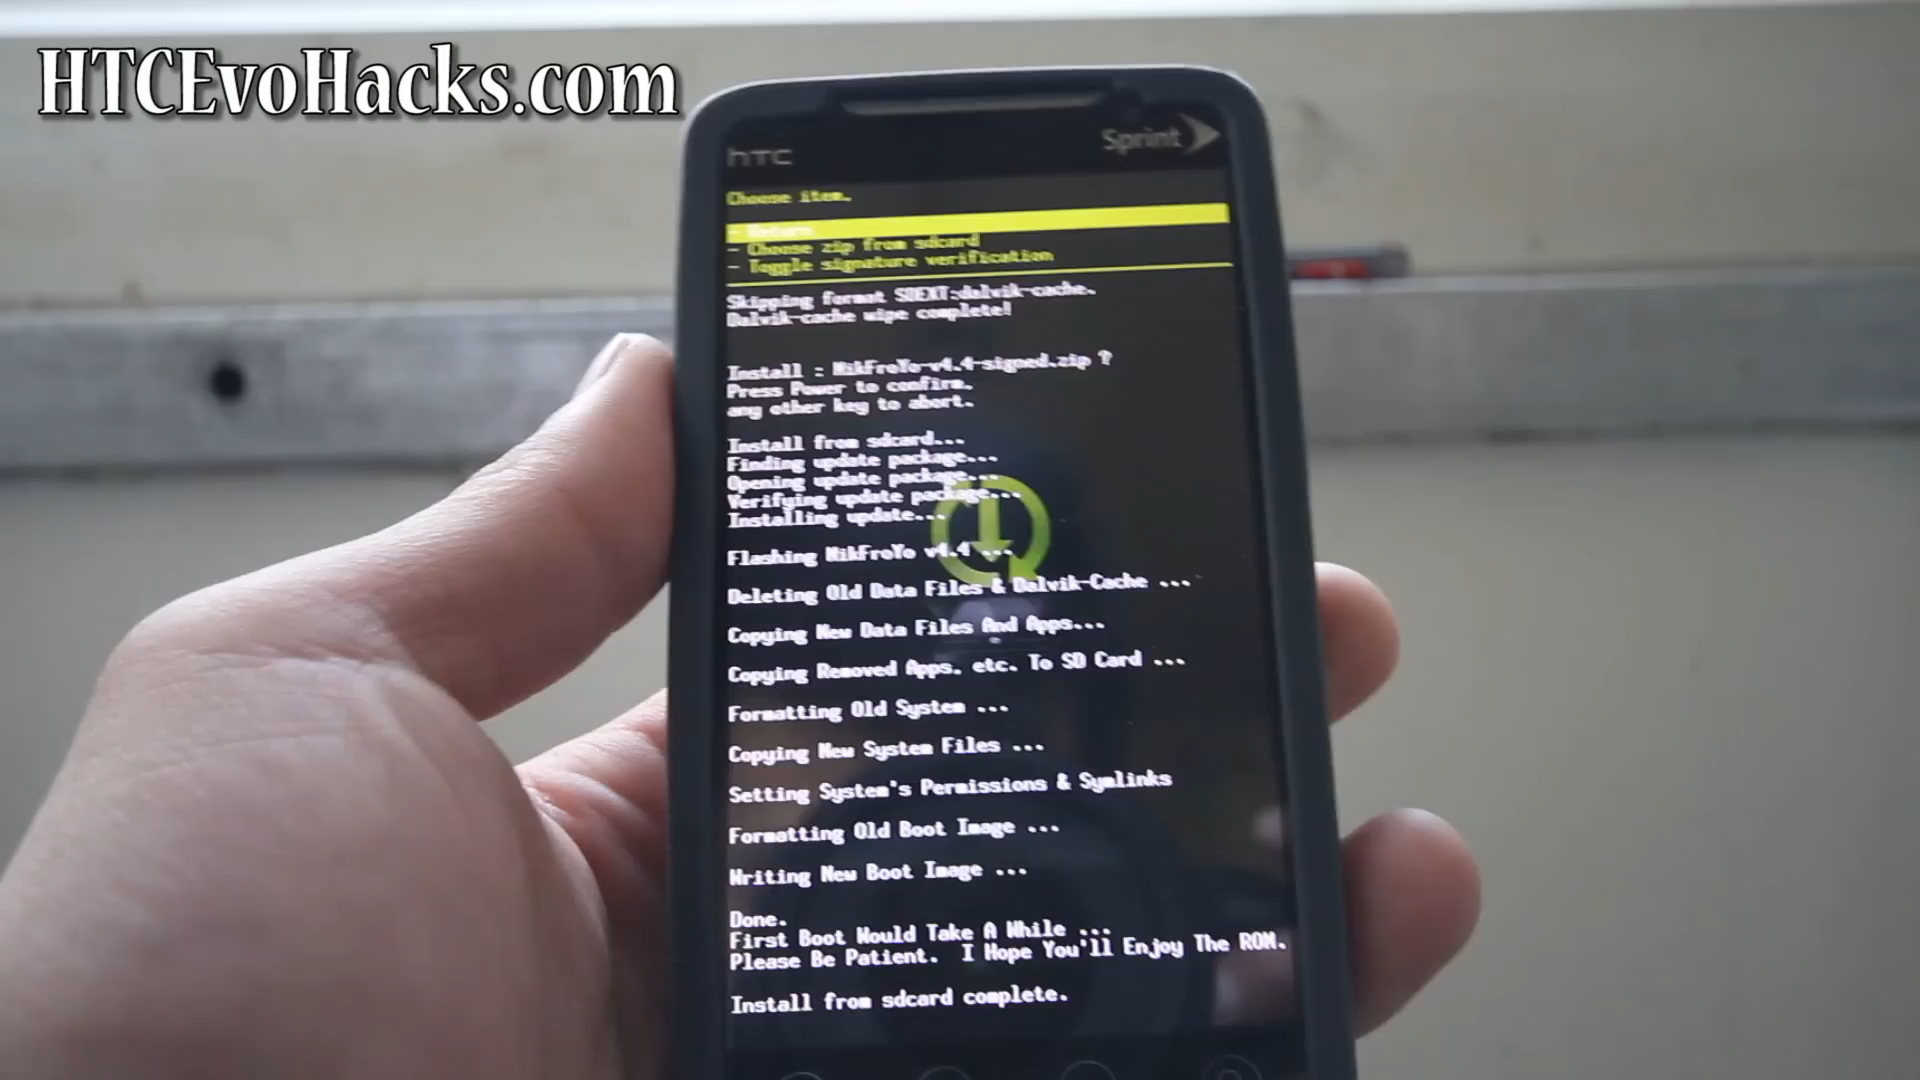 HTCEvoHacks.com
hTC
Sprint
Choose item.
- Return
- Choose zip from sdcard
- Toggle signature verification
Skipping format SDEXT:dalvik-cache.
Dalvik-cache wipe complete!
Install : MikFroYo-v4.4-signed.zip ?
Press Power to confirm,
any other key to abort.
Install from sdcard...
Finding update package...
Opening update package...
Verifying update package...
Installing update...
Flashing MikFroYo v4.4 ...
Deleting Old Data Files & Dalvik-Cache ...
Copying New Data Files And Apps...
Copying Removed Apps, etc. To SD Card ...
Formatting Old System ...
Copying New System Files ...
Setting System's Permissions & Symlinks
Formatting Old Boot Image ...
Writing New Boot Image ...
Done.
First Boot Would Take A While ...
Please Be Patient.  I Hope You'll Enjoy The ROM.
Install from sdcard complete.